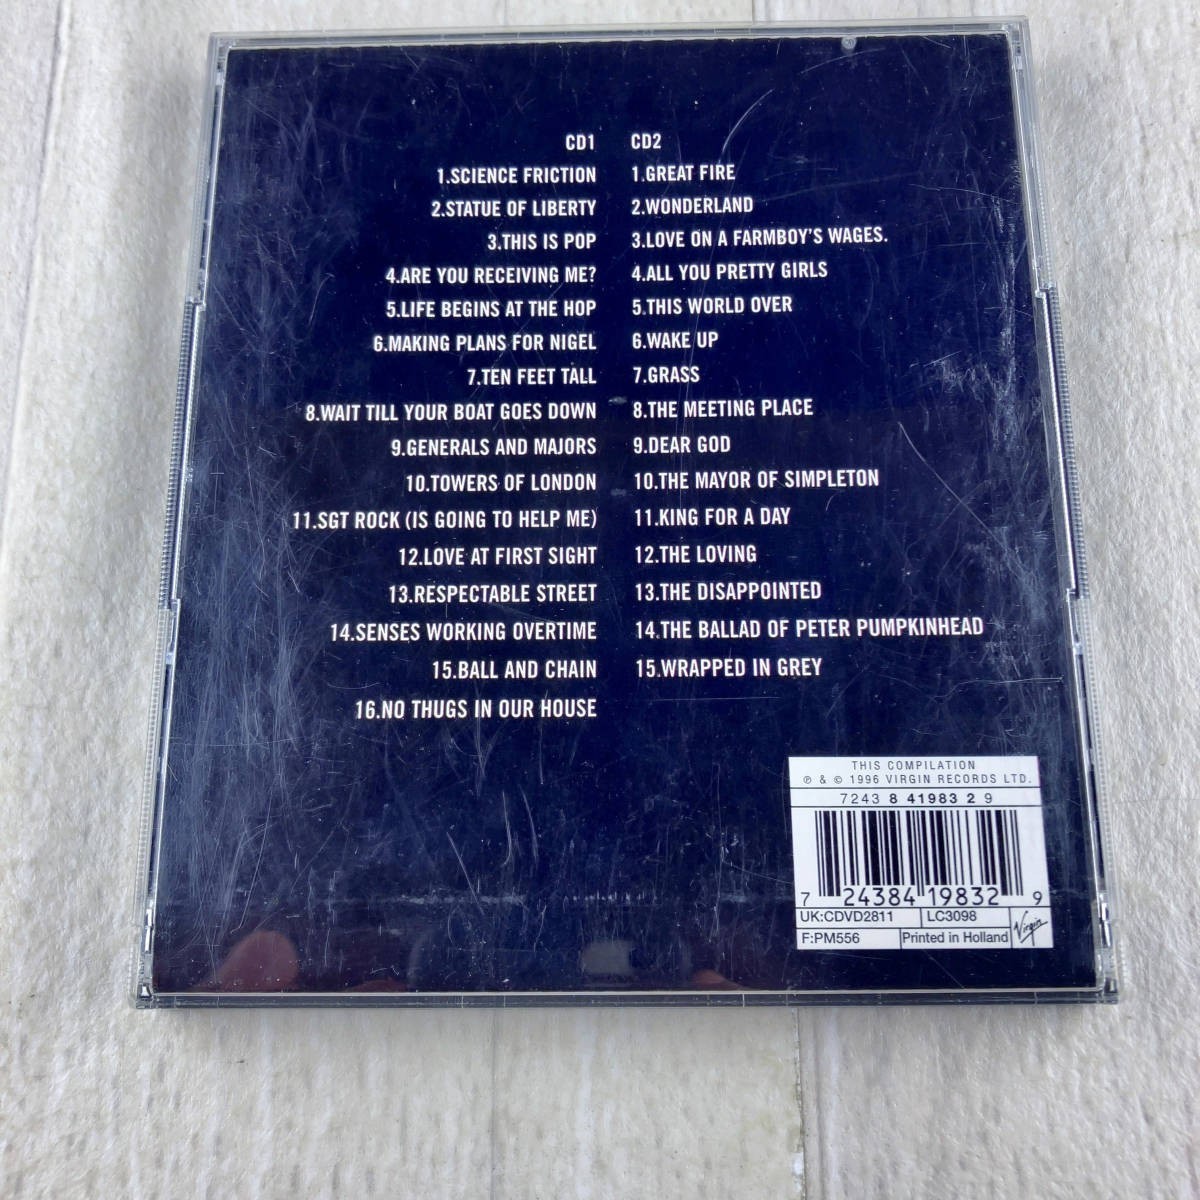 CD1
1.SCIENCE FRICTION
2.STATUE OF LIBERTY
3.THIS IS POP
4.ARE YOU RECEIVING ME?
5.LIFE BEGINS AT THE HOP
6.MAKING PLANS FOR NIGEL
7.TEN FEET TALL
8.WAIT TILL YOUR BOAT GOES DOWN
9.GENERALS AND MAJORS
10.TOWERS OF LONDON
11.SGT ROCK (IS GOING TO HELP ME)
12.LOVE AT FIRST SIGHT
13.RESPECTABLE STREET
14.SENSES WORKING OVERTIME
15.BALL AND CHAIN
16.NO THUGS IN OUR HOUSE
CD2
1.GREAT FIRE
2.WONDERLAND
3.LOVE ON A FARMBOY'S WAGES.
4.ALL YOU PRETTY GIRLS
5.THIS WORLD OVER
6.WAKE UP
7.GRASS
8.THE MEETING PLACE
9.DEAR GOD
10.THE MAYOR OF SIMPLETON
11.KING FOR A DAY
12.THE LOVING
13.THE DISAPPOINTED
14.THE BALLAD OF PETER PUMPKINHEAD
15.WRAPPED IN GREY
THIS COMPILATION
℗ & © 1996 VIRGIN RECORDS LTD.
7243 8 41983 2 9
7 24384 19832 9
UK:CDVD2811 LC3098
F:PM556 Printed in Holland Virgin